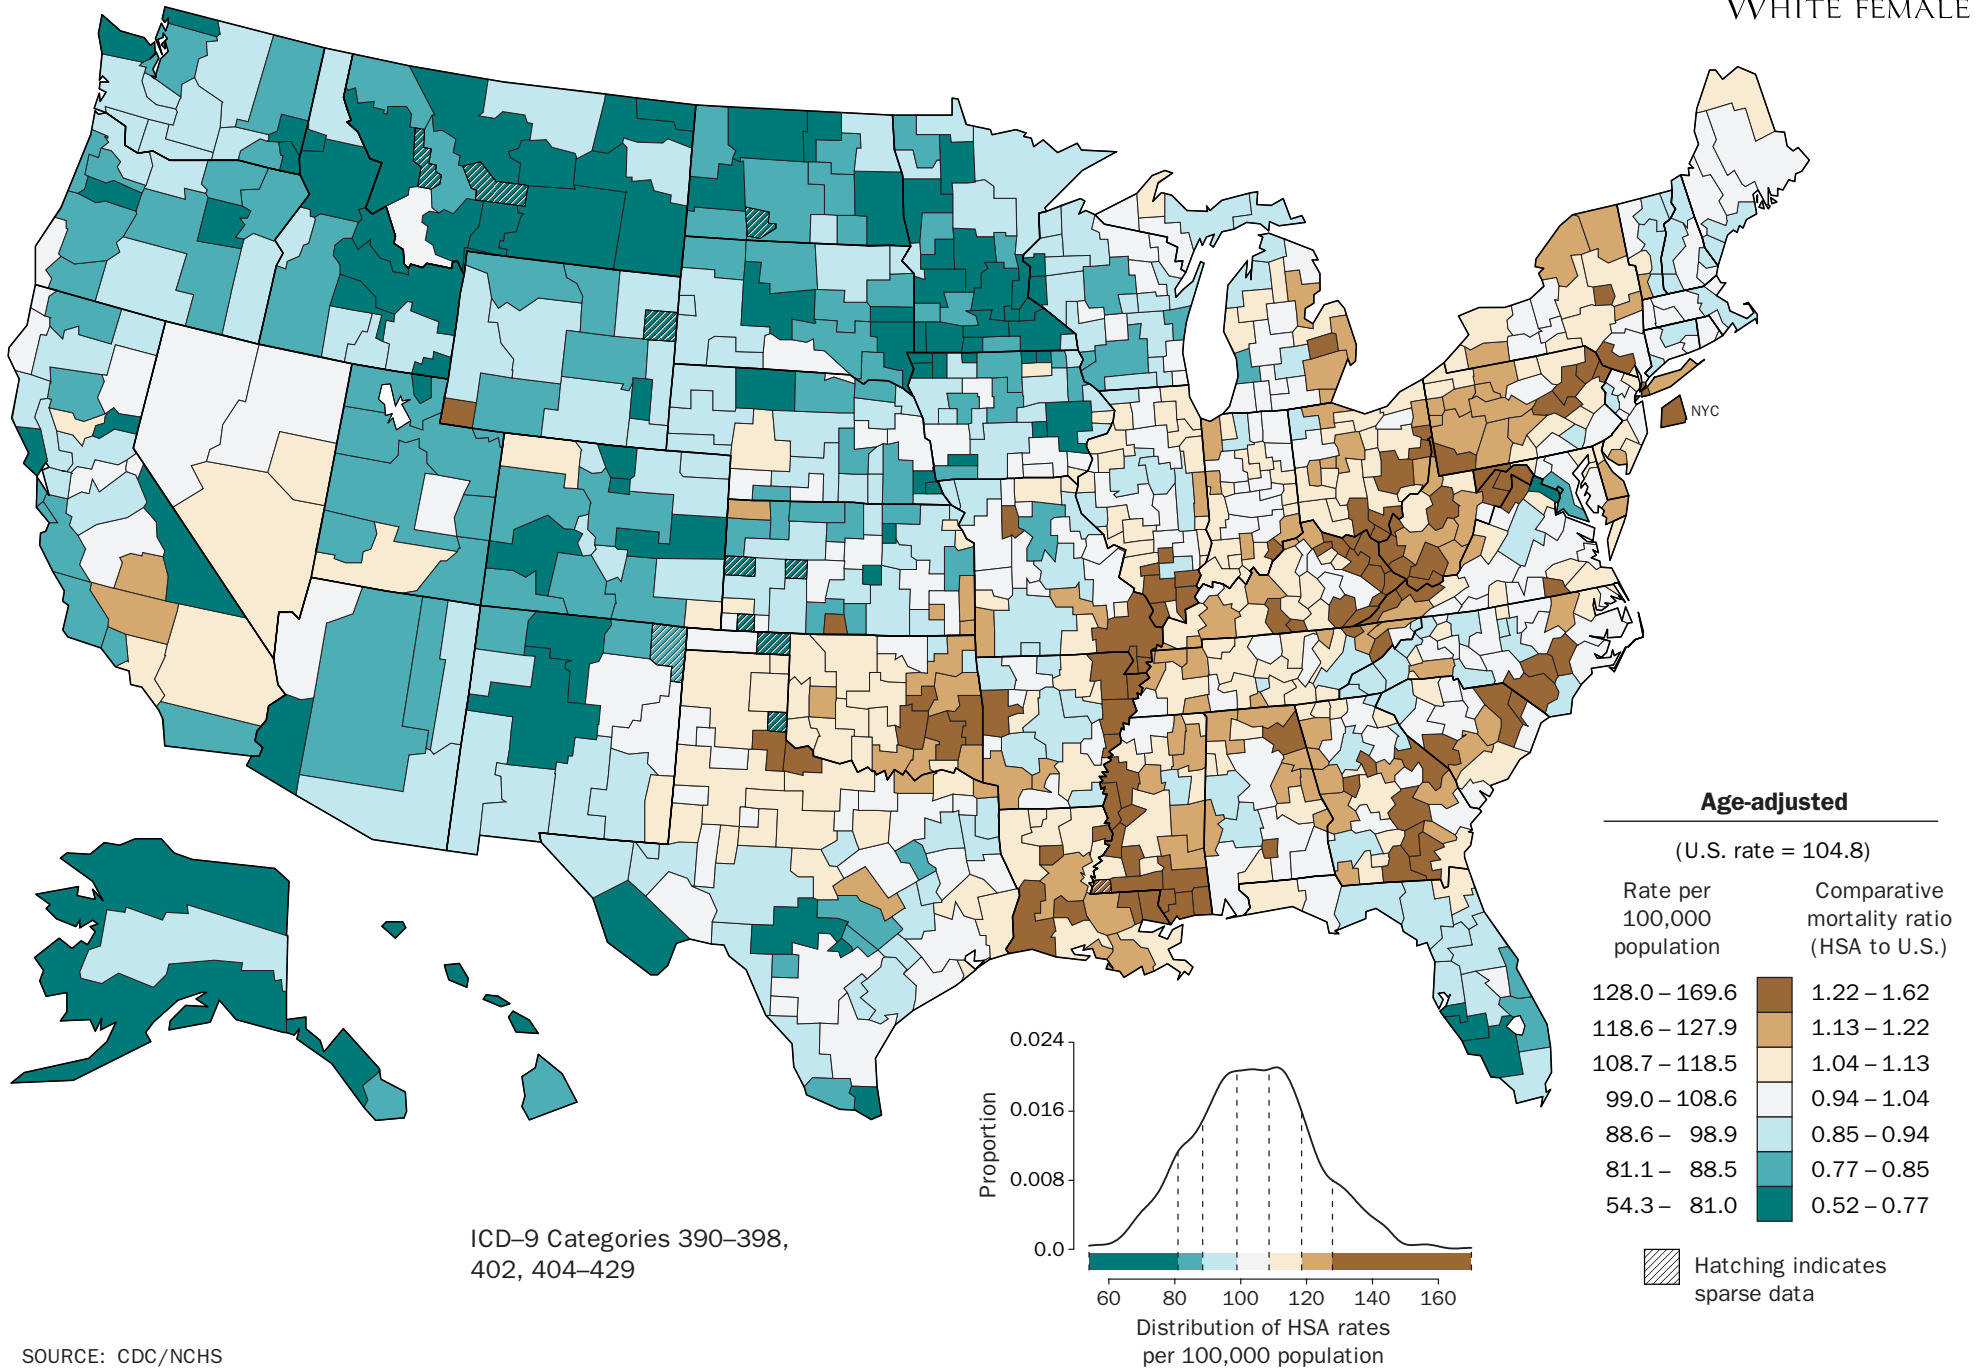 WHITE FEMALE
NYC
Age-adjusted
(U.S. rate = 104.8)
Rate per
100,000
population
Comparative
mortality ratio
(HSA to U.S.)
128.0 – 169.6 1.22 – 1.62
118.6 – 127.9 1.13 – 1.22
108.7 – 118.5 1.04 – 1.13
99.0 – 108.6 0.94 – 1.04
88.6 – 98.9 0.85 – 0.94
81.1 – 88.5 0.77 – 0.85
54.3 – 81.0 0.52 – 0.77
Hatching indicates
sparse data
Proportion
0.024
0.016
0.008
0.0
60 80 100 120 140 160
Distribution of HSA rates
per 100,000 population
ICD–9 Categories 390–398,
402, 404–429
SOURCE: CDC/NCHS